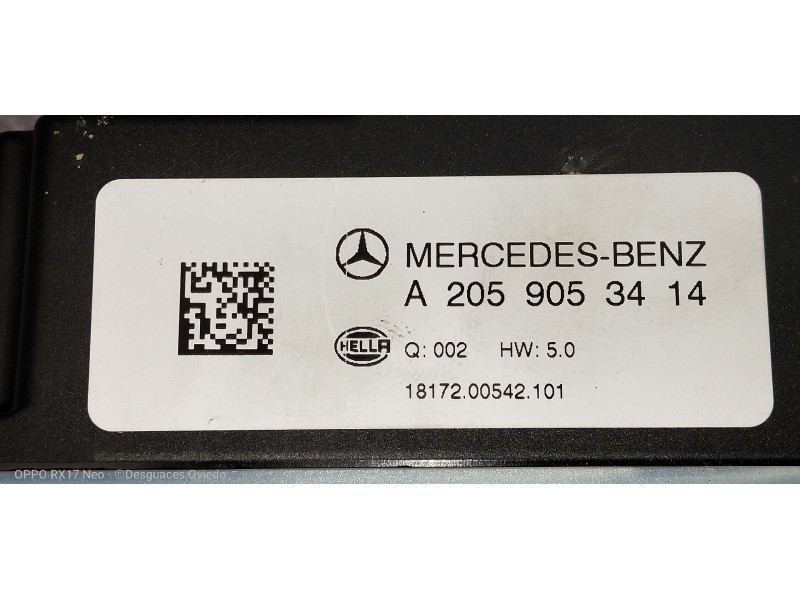 MERCEDES-BENZ
A 205 905 34 14
HELLA
Q: 002 HW: 5.0
18172.00542.101
OPPO RX17 Neo · ©Desguaces Oviedo